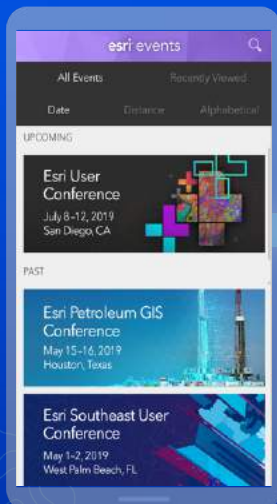 esri events
All Events Recently Viewed
Date Distance Alphabetical
UPCOMING
Esri User
Conference
July 8-12, 2019
San Diego, CA
PAST
Esri Petroleum GIS
Conference
May 15-16, 2019
Houston, Texas
Esri Southeast User
Conference
May 1-2, 2019
West Palm Beach, FL